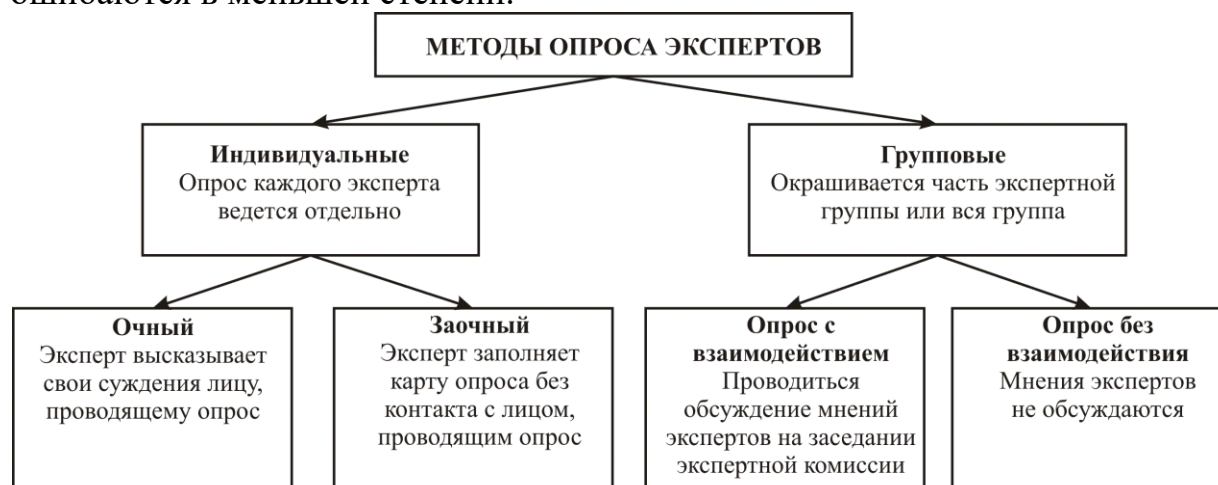 ошибаются в меньшей степени.
МЕТОДЫ ОПРОСА ЭКСПЕРТОВ
Индивидуальные
Опрос каждого эксперта
ведется отдельно
Групповые
Окрашивается часть экспертной
группы или вся группа
Очный
Эксперт высказывает
свои суждения лицу,
проводящему опрос
Заочный
Эксперт заполняет
карту опроса без
контакта с лицом,
проводящим опрос
Опрос с
взаимодействием
Проводиться
обсуждение мнений
экспертов на заседании
экспертной комиссии
Опрос без
взаимодействия
Мнения экспертов
не обсуждаются